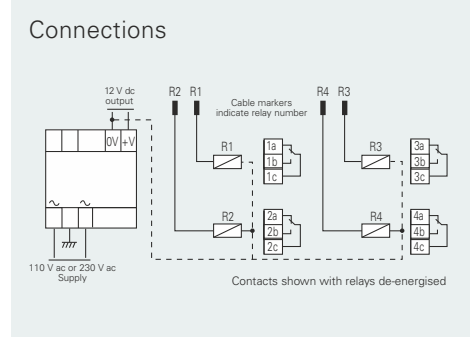 Connections
12 V dc
output
R2 R1
Cable markers
indicate relay number
R4 R3
0V +V
R1
1a
1b
1c
R3
3a
3b
3c
R2
2a
2b
2c
R4
4a
4b
4c
110 V ac or 230 V ac
Supply
Contacts shown with relays de-energised